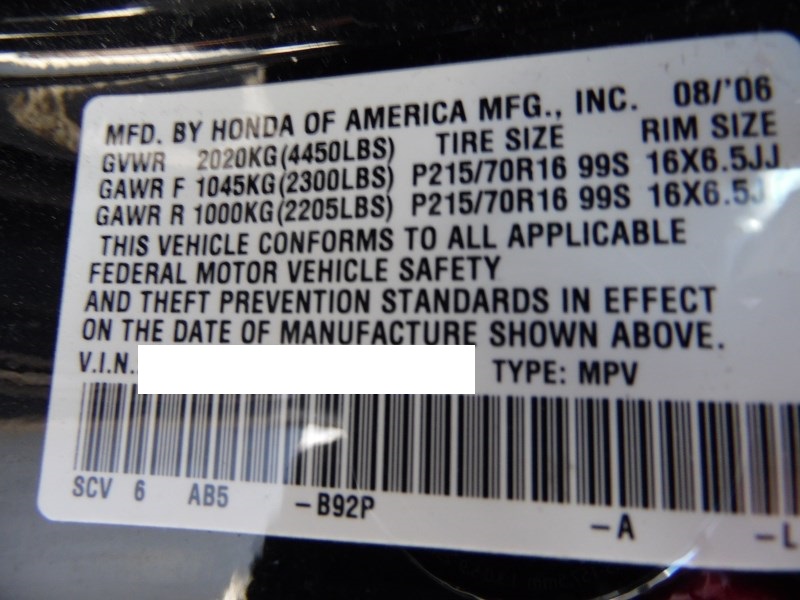 MFD. BY HONDA OF AMERICA MFG., INC. 08/'06
GVWR 2020KG(4450LBS) TIRE SIZE RIM SIZE
GAWR F 1045KG(2300LBS) P215/70R16 99S 16X6.5JJ
GAWR R 1000KG(2205LBS) P215/70R16 99S 16X6.5J
THIS VEHICLE CONFORMS TO ALL APPLICABLE
FEDERAL MOTOR VEHICLE SAFETY
AND THEFT PREVENTION STANDARDS IN EFFECT
ON THE DATE OF MANUFACTURE SHOWN ABOVE.
V.I.N.: TYPE: MPV
SCV 6 AB5 -B92P -A -L